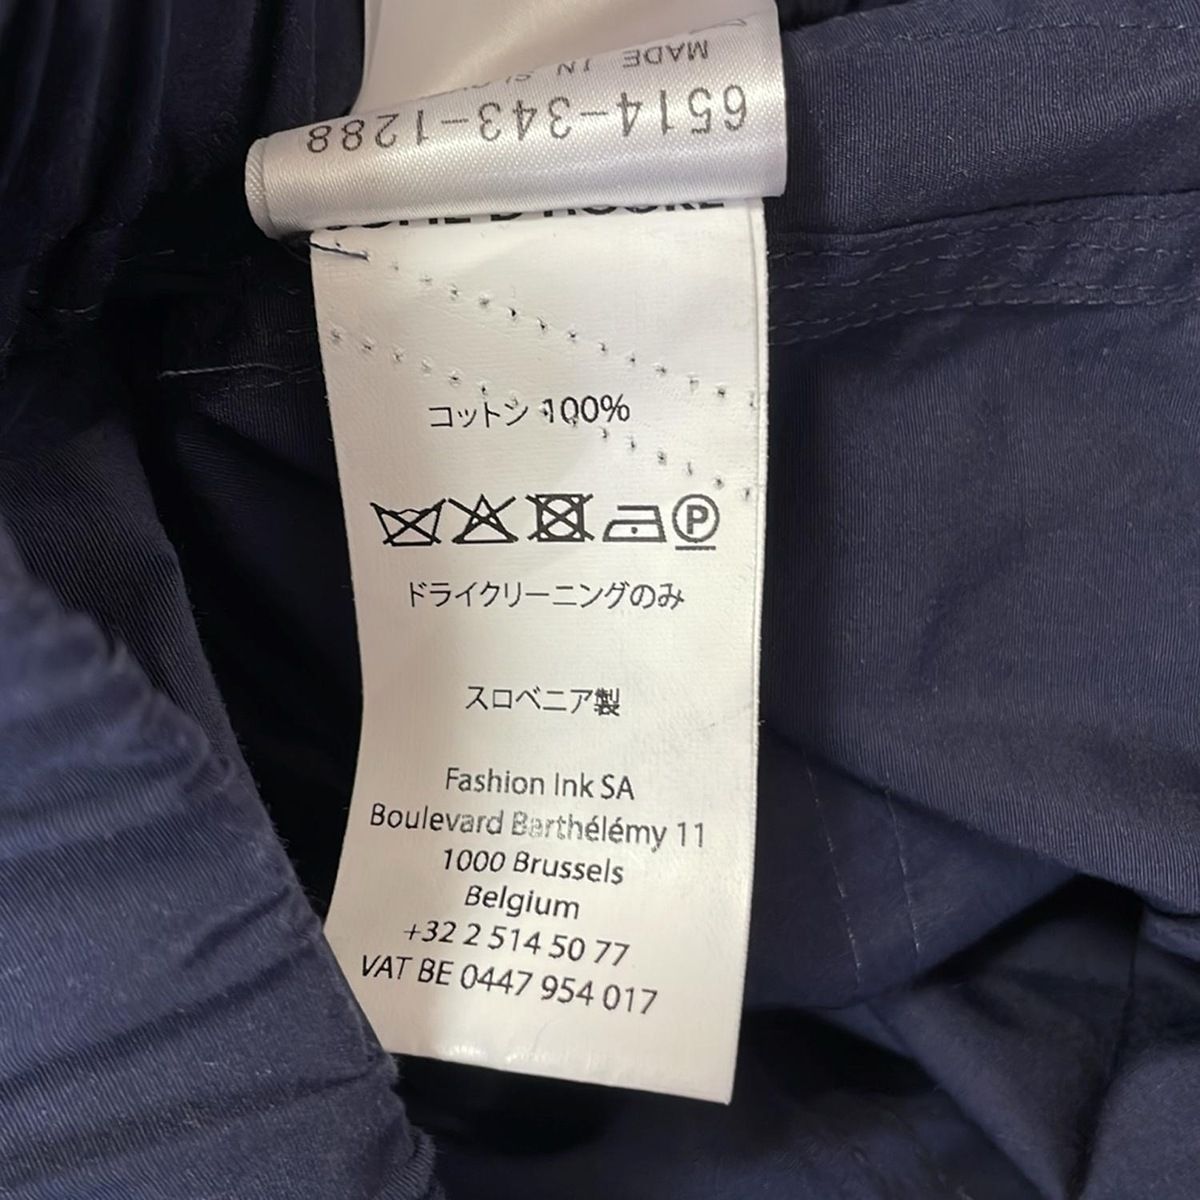 MADE IN
6514-343-1288
コットン 100%
P
ドライクリーニングのみ
スロベニア製
Fashion Ink SA
Boulevard Barthélémy 11
1000 Brussels
Belgium
+32 2 514 50 77
VAT BE 0447 954 017